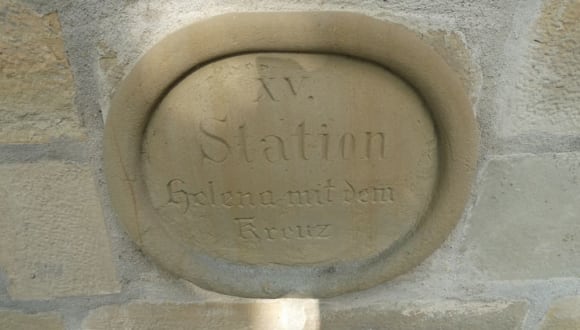 XV.
Station
Helena mit dem
Kreuz